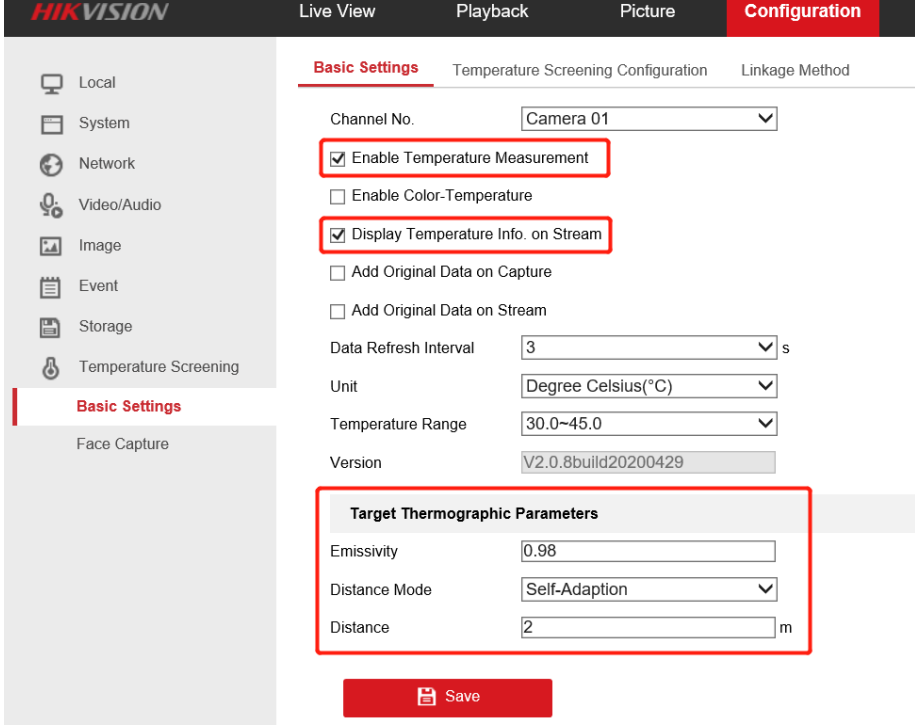 HIKVISION Live View Playback Picture Configuration
Local
System
Network
Video/Audio
Image
Event
Storage
Temperature Screening
Basic Settings
Face Capture
Basic Settings Temperature Screening Configuration Linkage Method
Channel No. Camera 01
Enable Temperature Measurement
Enable Color-Temperature
Display Temperature Info. on Stream
Add Original Data on Capture
Add Original Data on Stream
Data Refresh Interval 3 s
Unit Degree Celsius(°C)
Temperature Range 30.0~45.0
Version V2.0.8build20200429
Target Thermographic Parameters
Emissivity 0.98
Distance Mode Self-Adaption
Distance 2 m
Save